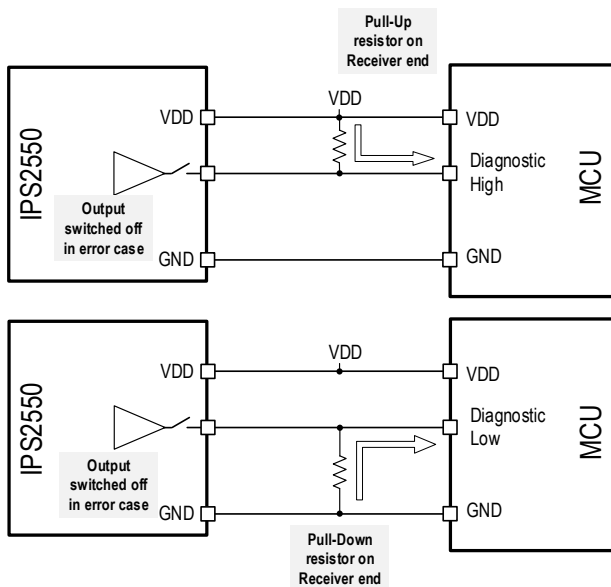 Pull-Up
resistor on
Receiver end
IPS2550
VDD
VDD
VDD
MCU
Diagnostic
High
Output
switched off
in error case
GND
GND
IPS2550
VDD
VDD
VDD
MCU
Diagnostic
Low
Output
switched off
in error case
GND
GND
Pull-Down
resistor on
Receiver end